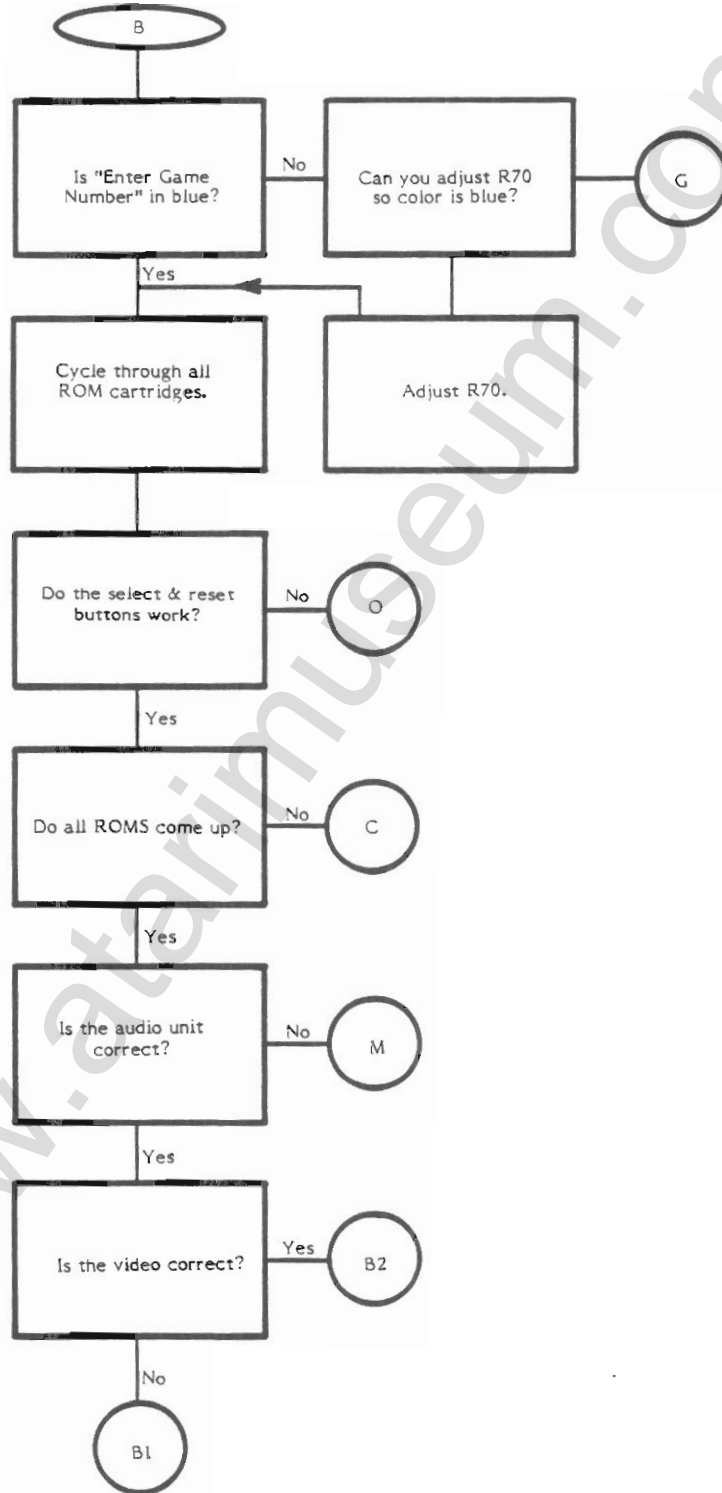 B
Is "Enter Game
Number" in blue?
No
Can you adjust R70
so color is blue?
G
Yes
Cycle through all
ROM cartridges.
Adjust R70.
Do the select & reset
buttons work?
No
O
Yes
Do all ROMS come up?
No
C
Yes
Is the audio unit
correct?
No
M
Yes
Is the video correct?
Yes
B2
No
B1
w.atarimuseum.co